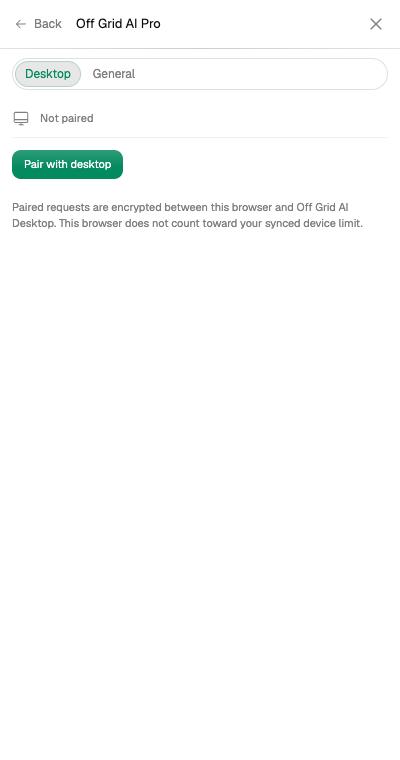 Back Off Grid AI Pro
Desktop General
Not paired
Pair with desktop
Paired requests are encrypted between this browser and Off Grid AI
Desktop. This browser does not count toward your synced device limit.